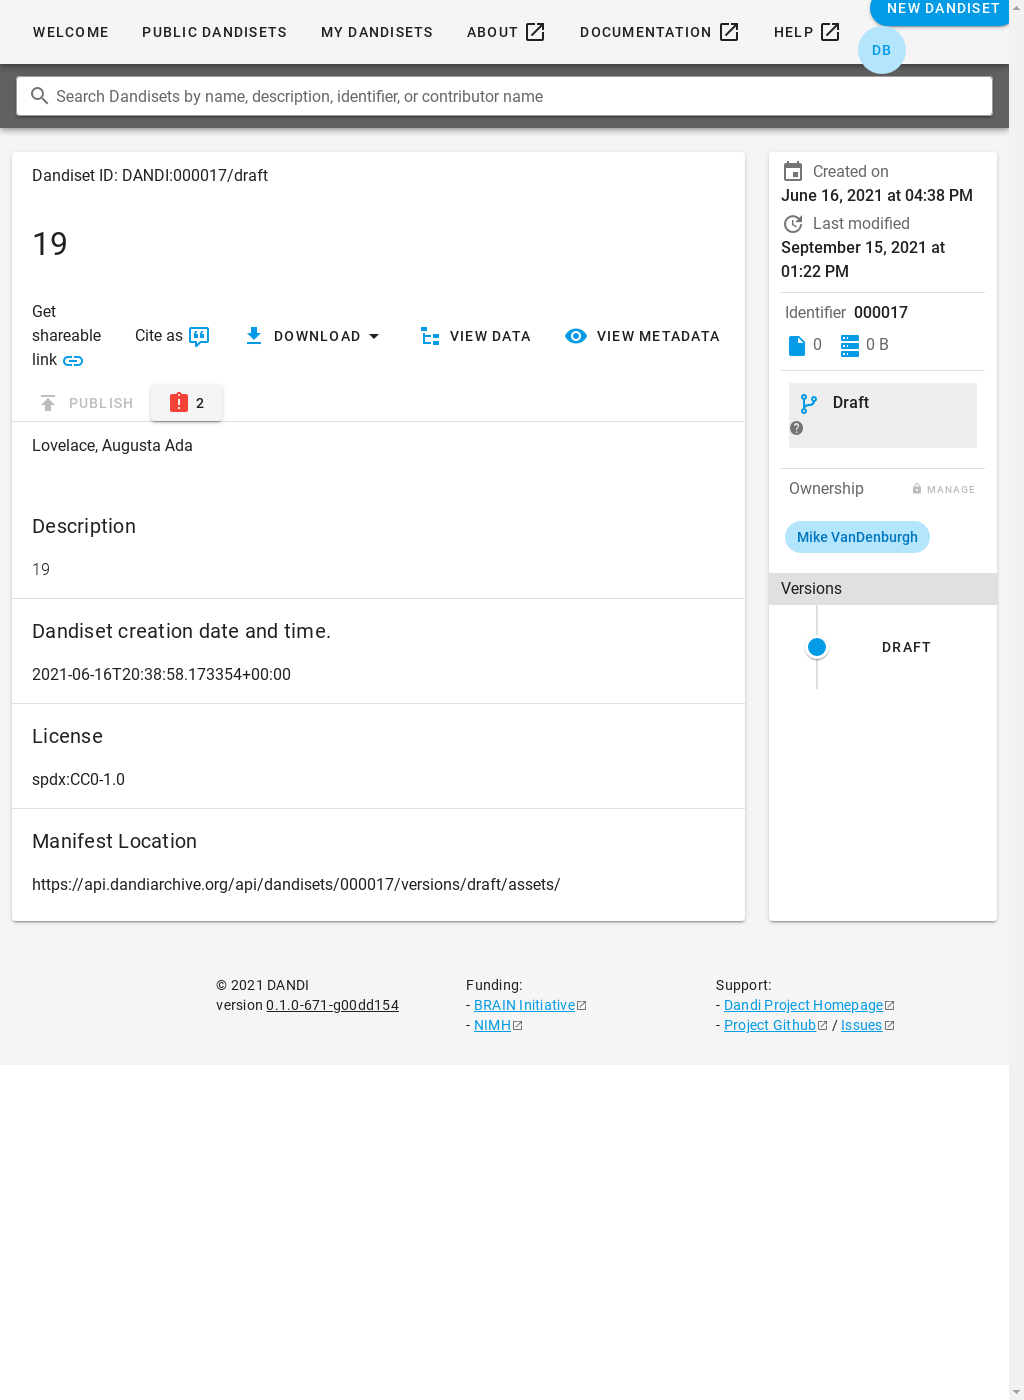 NEW DANDISET
WELCOME PUBLIC DANDISETS MY DANDISETS ABOUT DOCUMENTATION HELP
DB
Search Dandisets by name, description, identifier, or contributor name
Dandiset ID: DANDI:000017/draft
19
Get
shareable
link
Cite as
DOWNLOAD
VIEW DATA
VIEW METADATA
PUBLISH
2
Lovelace, Augusta Ada
Description
19
Dandiset creation date and time.
2021-06-16T20:38:58.173354+00:00
License
spdx:CC0-1.0
Manifest Location
https://api.dandiarchive.org/api/dandisets/000017/versions/draft/assets/
Created on
June 16, 2021 at 04:38 PM
Last modified
September 15, 2021 at
01:22 PM
Identifier 000017
0 0 B
Draft
Ownership MANAGE
Mike VanDenburgh
Versions
DRAFT
© 2021 DANDI
version 0.1.0-671-g00dd154
Funding:
- BRAIN Initiative
- NIMH
Support:
- Dandi Project Homepage
- Project Github / Issues